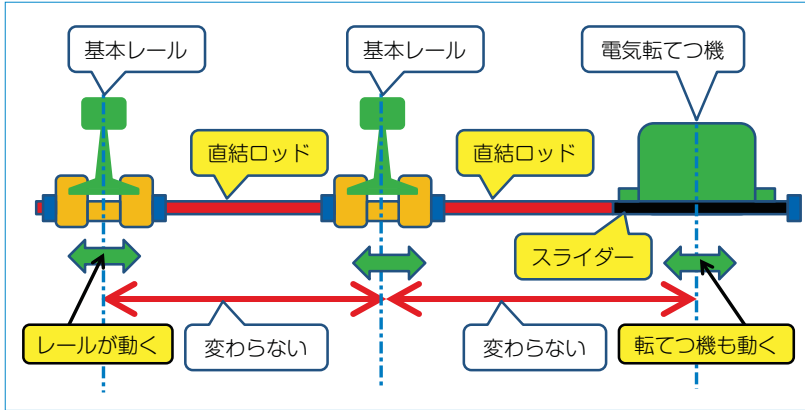 基本レール
基本レール
電気転てつ機
直結ロッド
直結ロッド
スライダー
レールが動く
変わらない
変わらない
転てつ機も動く